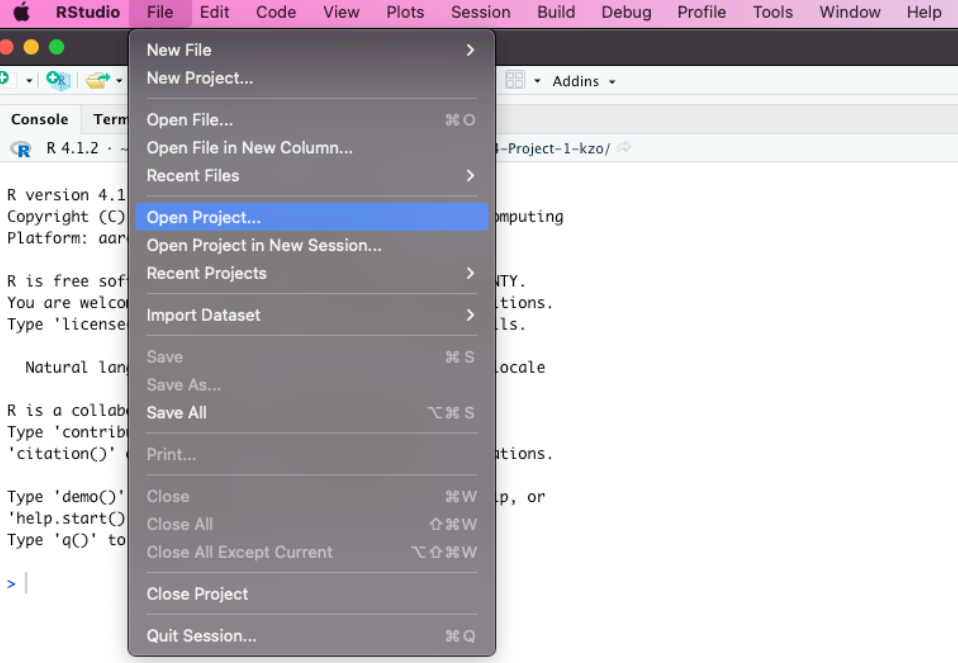 RStudio File Edit Code View Plots Session Build Debug Profile Tools Window Help
Addins
Console Term
R 4.1.2 · ~ 4-Project-1-kzo/
New File
New Project...
Open File... ⌘O
Open File in New Column...
Recent Files
Open Project...
Open Project in New Session...
Recent Projects
Import Dataset
Save ⌘S
Save As...
Save All ⌥⌘S
Print...
Close ⌘W
Close All ⇧⌘W
Close All Except Current ⌥⇧⌘W
Close Project
Quit Session... ⌘Q
R version 4.1
Copyright (C) omputing
Platform: aar
R is free sof NTY.
You are welco itions.
Type 'license ls.
Natural lang locale
R is a collab
Type 'contribu
'citation()' ations.
Type 'demo()' lp, or
'help.start()
Type 'q()' to
>